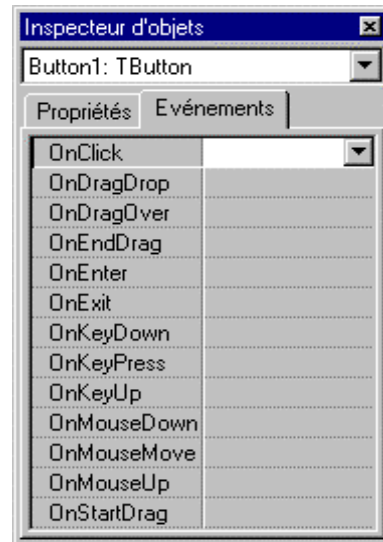 Inspecteur d'objets
Button1: TButton
Propriétés Evénements
OnClick
OnDragDrop
OnDragOver
OnEndDrag
OnEnter
OnExit
OnKeyDown
OnKeyPress
OnKeyUp
OnMouseDown
OnMouseMove
OnMouseUp
OnStartDrag